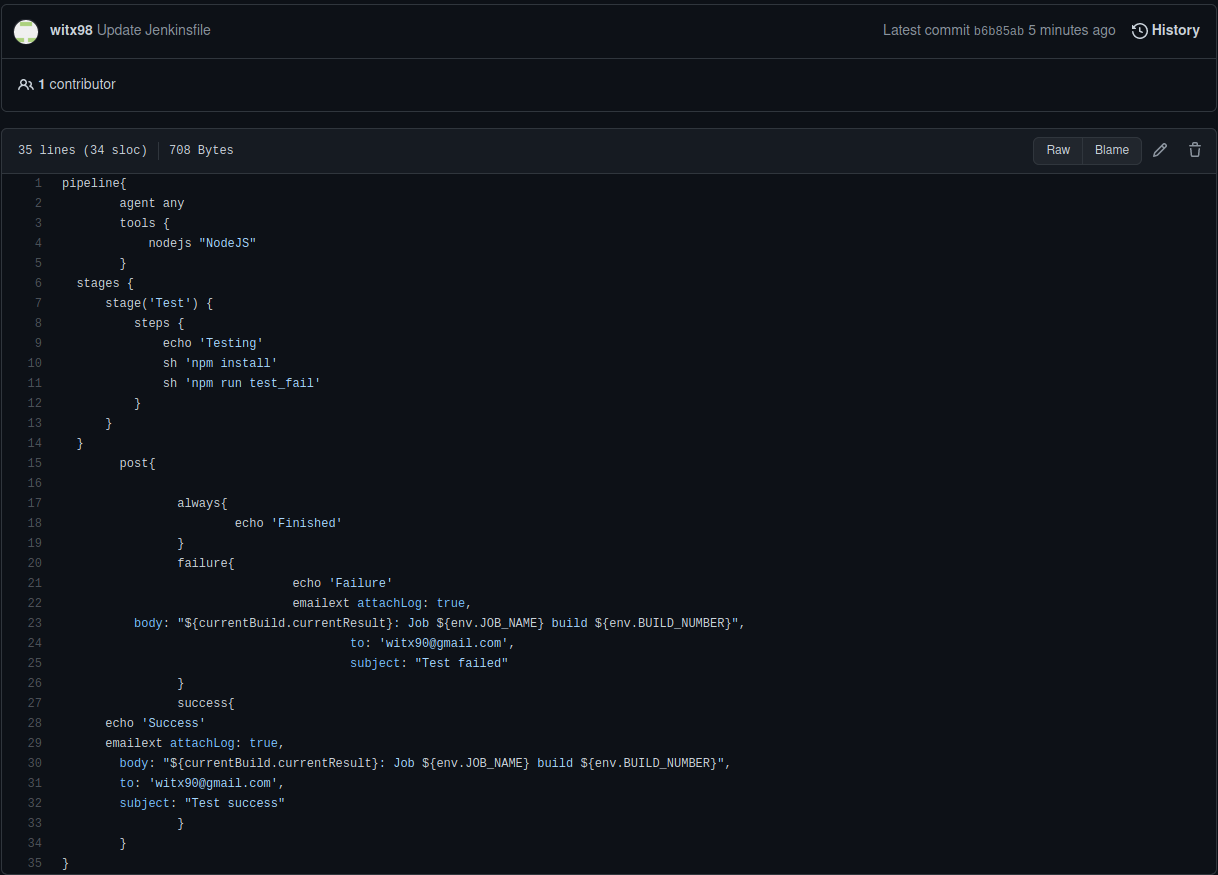 witx98 Update Jenkinsfile Latest commit b6b85ab 5 minutes ago History
1 contributor
35 lines (34 sloc) 708 Bytes Raw Blame
1 pipeline{
2 agent any
3 tools {
4 nodejs "NodeJS"
5 }
6 stages {
7 stage('Test') {
8 steps {
9 echo 'Testing'
10 sh 'npm install'
11 sh 'npm run test_fail'
12 }
13 }
14 }
15 post{
16
17 always{
18 echo 'Finished'
19 }
20 failure{
21 echo 'Failure'
22 emailext attachLog: true,
23 body: "${currentBuild.currentResult}: Job ${env.JOB_NAME} build ${env.BUILD_NUMBER}",
24 to: 'witx90@gmail.com',
25 subject: "Test failed"
26 }
27 success{
28 echo 'Success'
29 emailext attachLog: true,
30 body: "${currentBuild.currentResult}: Job ${env.JOB_NAME} build ${env.BUILD_NUMBER}",
31 to: 'witx90@gmail.com',
32 subject: "Test success"
33 }
34 }
35 }